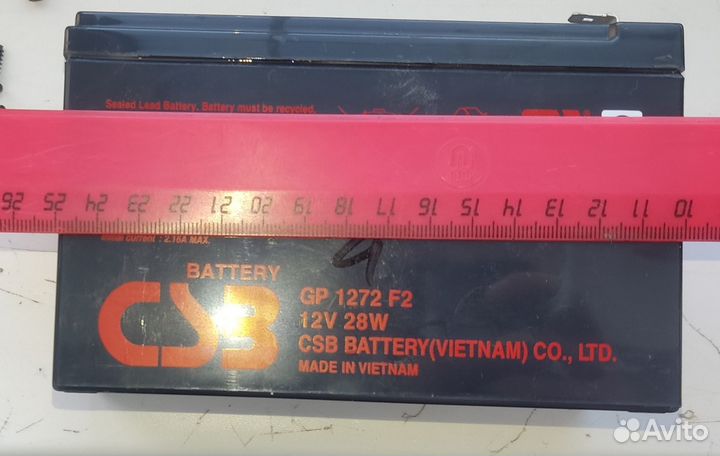 Sealed Lead Battery. Battery must be recycled.
26 25 24 23 22 21 20 19 18 17 16 15 14 13 12 11 10
Initial current : 2.16A MAX.
BATTERY
CSB
GP 1272 F2
12V 28W
CSB BATTERY(VIETNAM) CO., LTD.
MADE IN VIETNAM
Avito